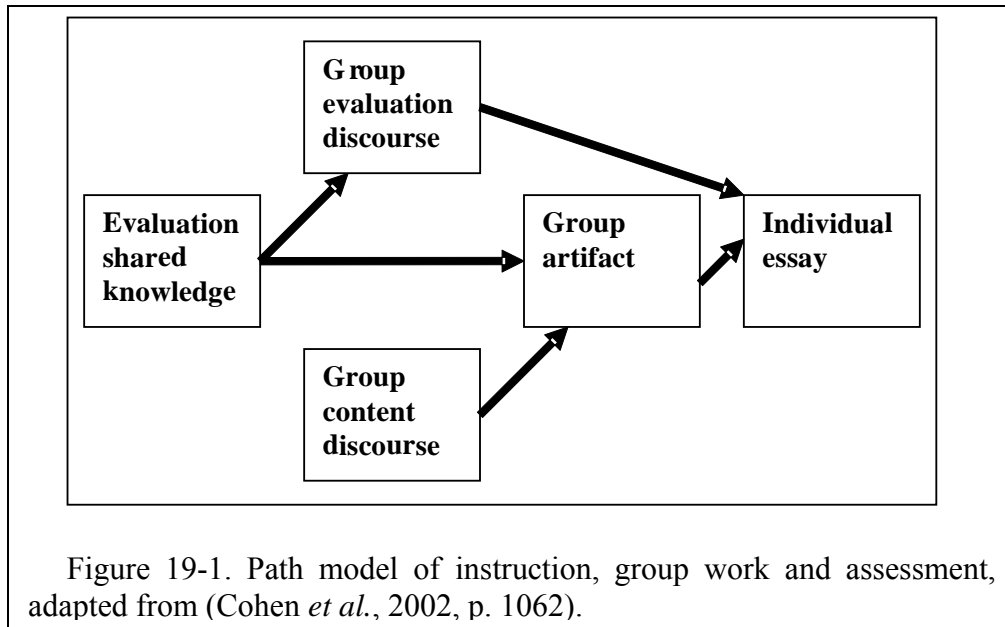 Group
evaluation
discourse
Evaluation
shared
knowledge
Group
artifact
Individual
essay
Group
content
discourse
Figure 19-1. Path model of instruction, group work and assessment,
adapted from (Cohen et al., 2002, p. 1062).